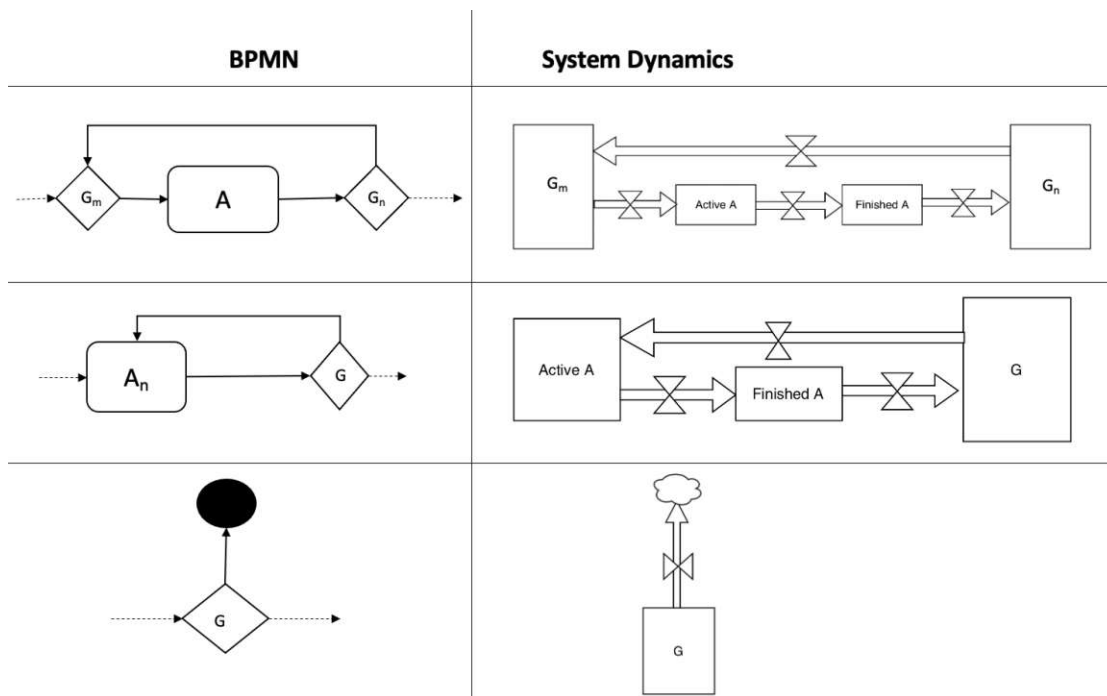 BPMN
System Dynamics
Gm
A
Gn
Gm
Active A
Finished A
Gn
An
G
Active A
Finished A
G
G
G